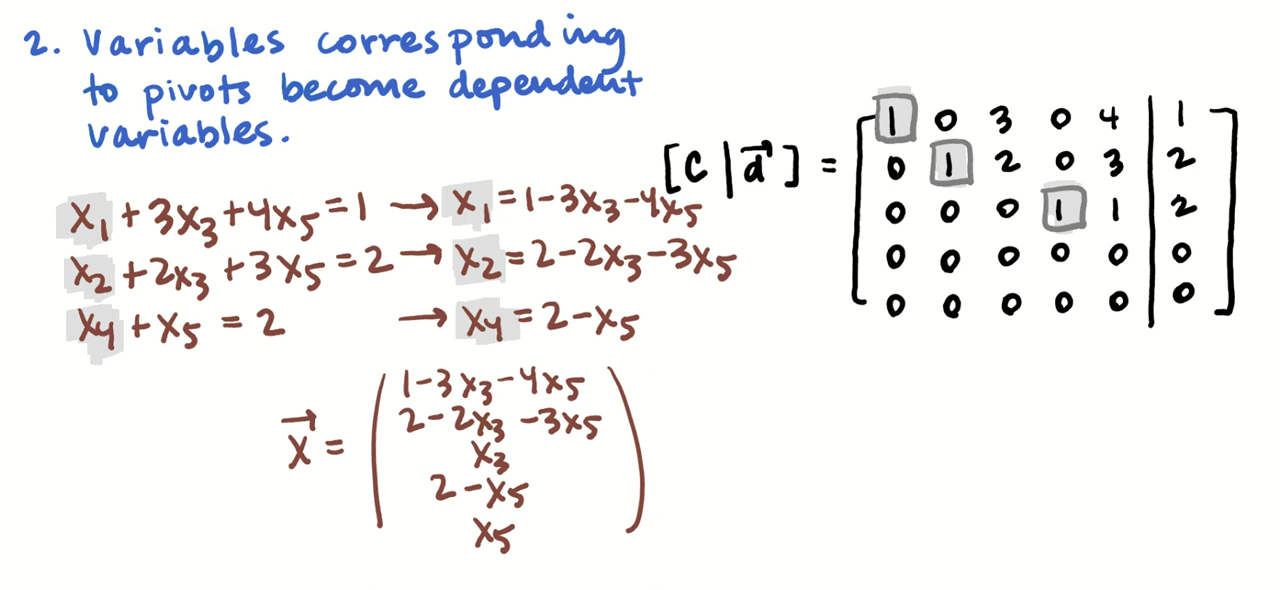 2. Variables corresponding
to pivots become dependent
variables.
x₁ + 3x₃ + 4x₅ = 1 → x₁ = 1 - 3x₃ - 4x₅
x₂ + 2x₃ + 3x₅ = 2 → x₂ = 2 - 2x₃ - 3x₅
x₄ + x₅ = 2 → x₄ = 2 - x₅
x⃗ =
1 - 3x₃ - 4x₅
2 - 2x₃ - 3x₅
x₃
2 - x₅
x₅
[C | d⃗] =
1 0 3 0 4 | 1
0 1 2 0 3 | 2
0 0 0 1 1 | 2
0 0 0 0 0 | 0
0 0 0 0 0 | 0